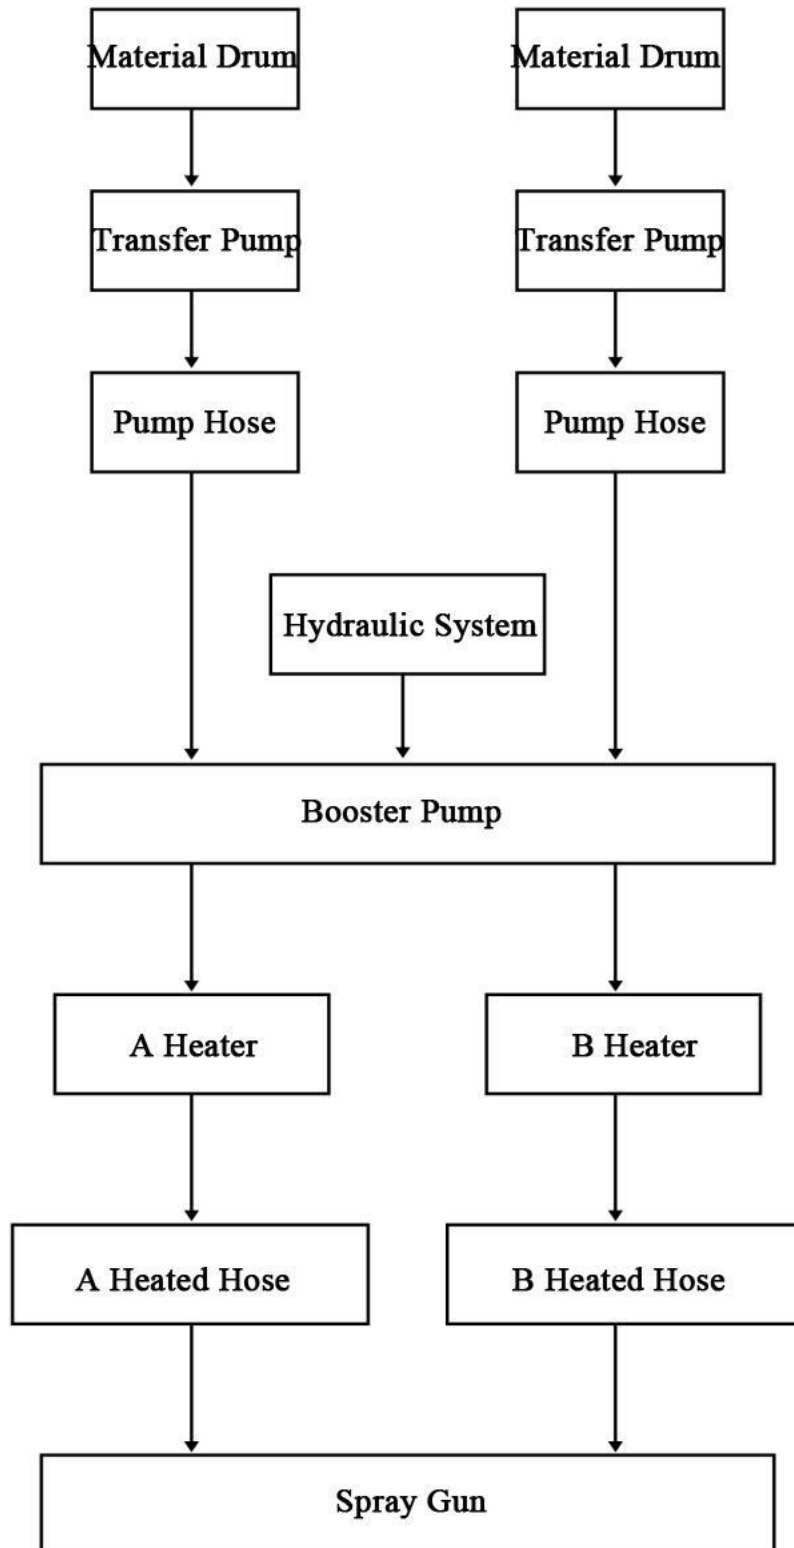 Material Drum
Material Drum
Transfer Pump
Transfer Pump
Pump Hose
Pump Hose
Hydraulic System
Booster Pump
A Heater
B Heater
A Heated Hose
B Heated Hose
Spray Gun